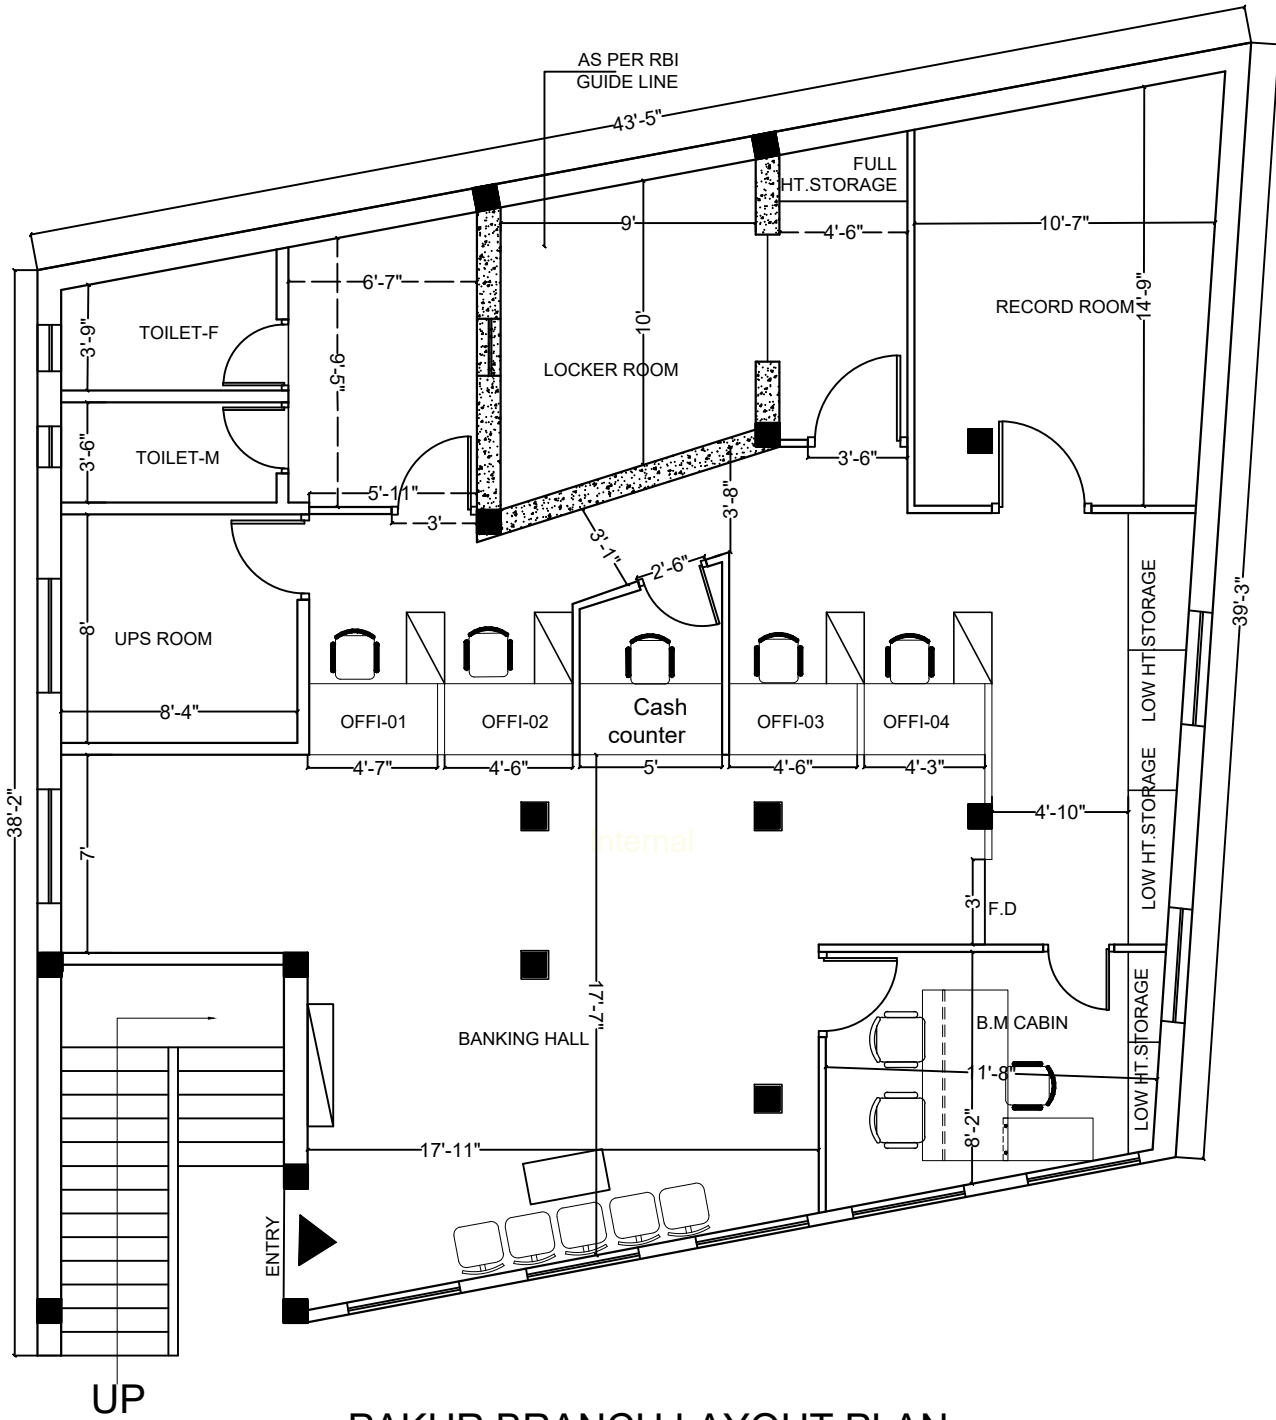 AS PER RBI
GUIDE LINE
43'-5"
FULL
HT.STORAGE
9'
4'-6"
10'-7"
6'-7"
14'-9"
RECORD ROOM
TOILET-F
3'-9"
9'-5"
10'
LOCKER ROOM
TOILET-M
3'-6"
3'-6"
5'-11"
3'
3'-8"
3'-1"
2'-6"
39'-3"
LOW HT.STORAGE
UPS ROOM
8'
8'-4"
OFFI-01
OFFI-02
Cash
counter
OFFI-03
OFFI-04
4'-7"
4'-6"
5'
4'-6"
4'-3"
LOW HT.STORAGE
38'-2"
7'
Internal
4'-10"
3'
F.D
17'-7"
BANKING HALL
B.M CABIN
LOW HT.STORAGE
11'-8"
8'-2"
17'-11"
ENTRY
UP
PAKUR BRANCH LAYOUT PLAN